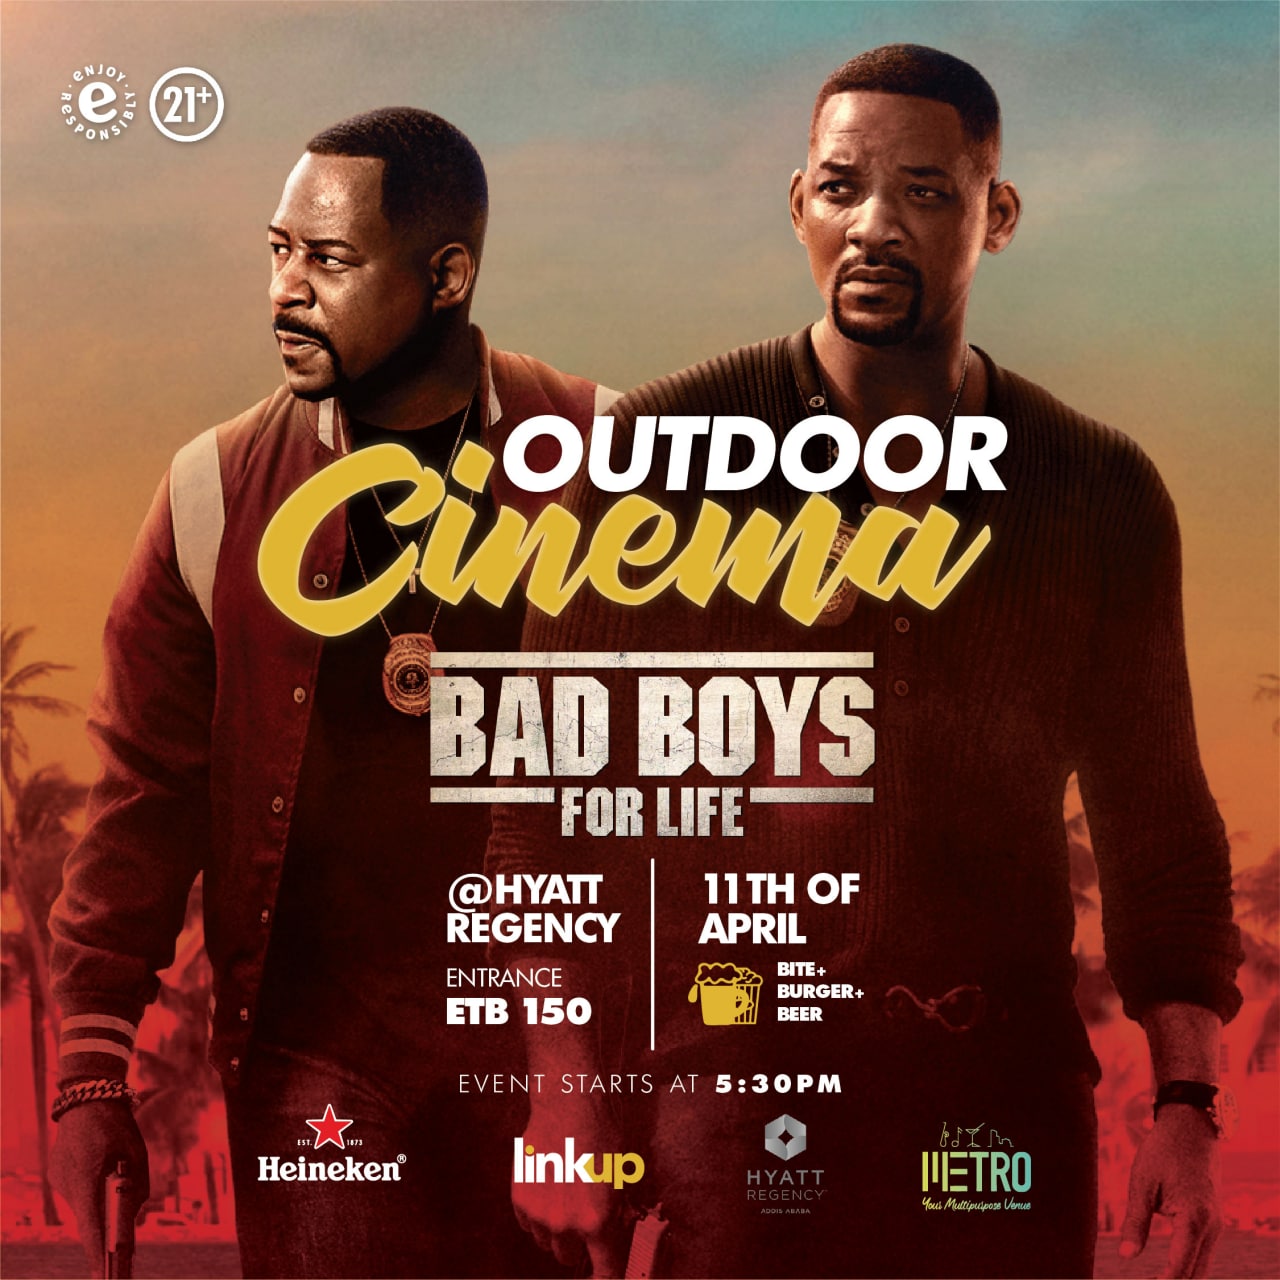 ENJOY RESPONSIBLY
e
21+
OUTDOOR
Cinema
BAD BOYS
FOR LIFE
@HYATT
REGENCY
ENTRANCE
ETB 150
11TH OF
APRIL
BITE+
BURGER+
BEER
EVENT STARTS AT 5:30PM
EST. 1873
Heineken®
linkup
HYATT
REGENCY™
ADDIS ABABA
METRO
Your Multipurpose Venue